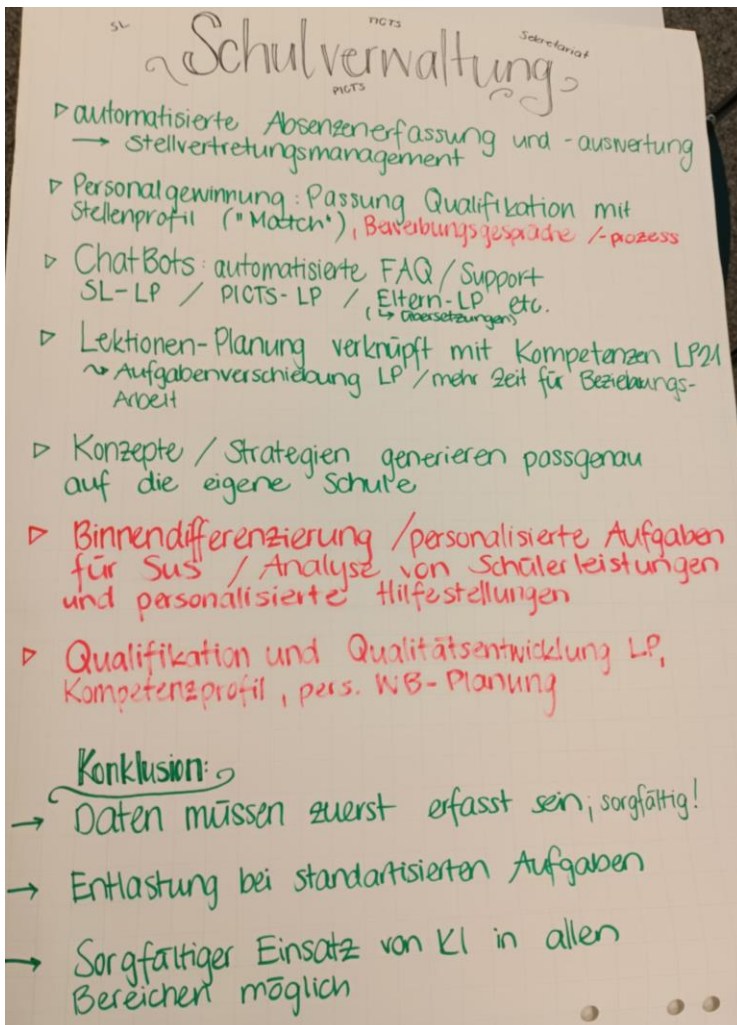 SL
TICTS
Sekretariat
Schulverwaltung
PICTS
▷ automatisierte Absenzenerfassung und -auswertung
→ Stellvertretungsmanagement
▷ Personalgewinnung: Passung Qualifikation mit
Stellenprofil ("Match"), Bewerbungsgespräche /-prozess
▷ ChatBots: automatisierte FAQ / Support
SL-LP / PICTS-LP / Eltern-LP etc.
(↳ Übersetzungen)
▷ Lektionen-Planung verknüpft mit Kompetenzen LP21
↝ Aufgabenverschiebung LP / mehr Zeit für Beziehungs-
Arbeit
▷ Konzepte / Strategien generieren passgenau
auf die eigene Schule
▷ Binnendifferenzierung / personalisierte Aufgaben
für SuS / Analyse von Schülerleistungen
und personalisierte Hilfestellungen
▷ Qualifikation und Qualitätsentwicklung LP,
Kompetenzprofil, pers. WB-Planung
Konklusion:
→ Daten müssen zuerst erfasst sein; sorgfältig!
→ Entlastung bei standartisierten Aufgaben
→ Sorgfältiger Einsatz von KI in allen
Bereichen möglich